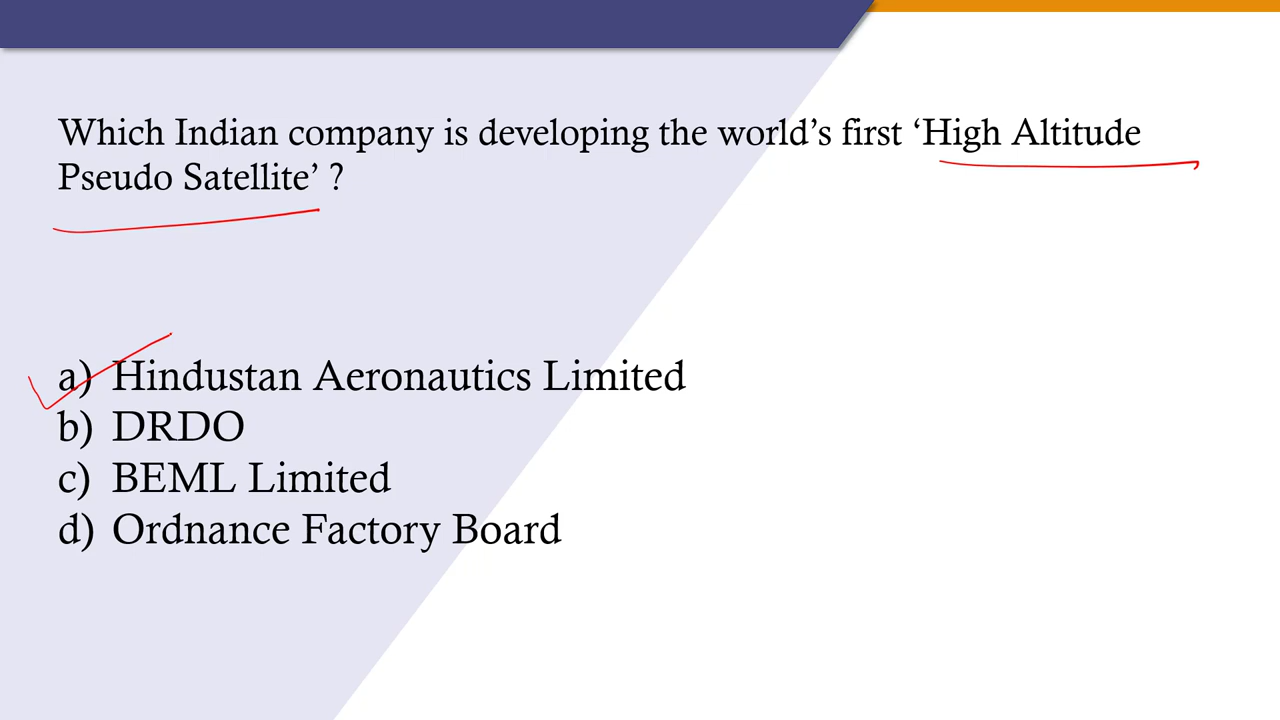 Which Indian company is developing the world’s first ‘High Altitude
Pseudo Satellite’ ?
a) Hindustan Aeronautics Limited
b) DRDO
c) BEML Limited
d) Ordnance Factory Board